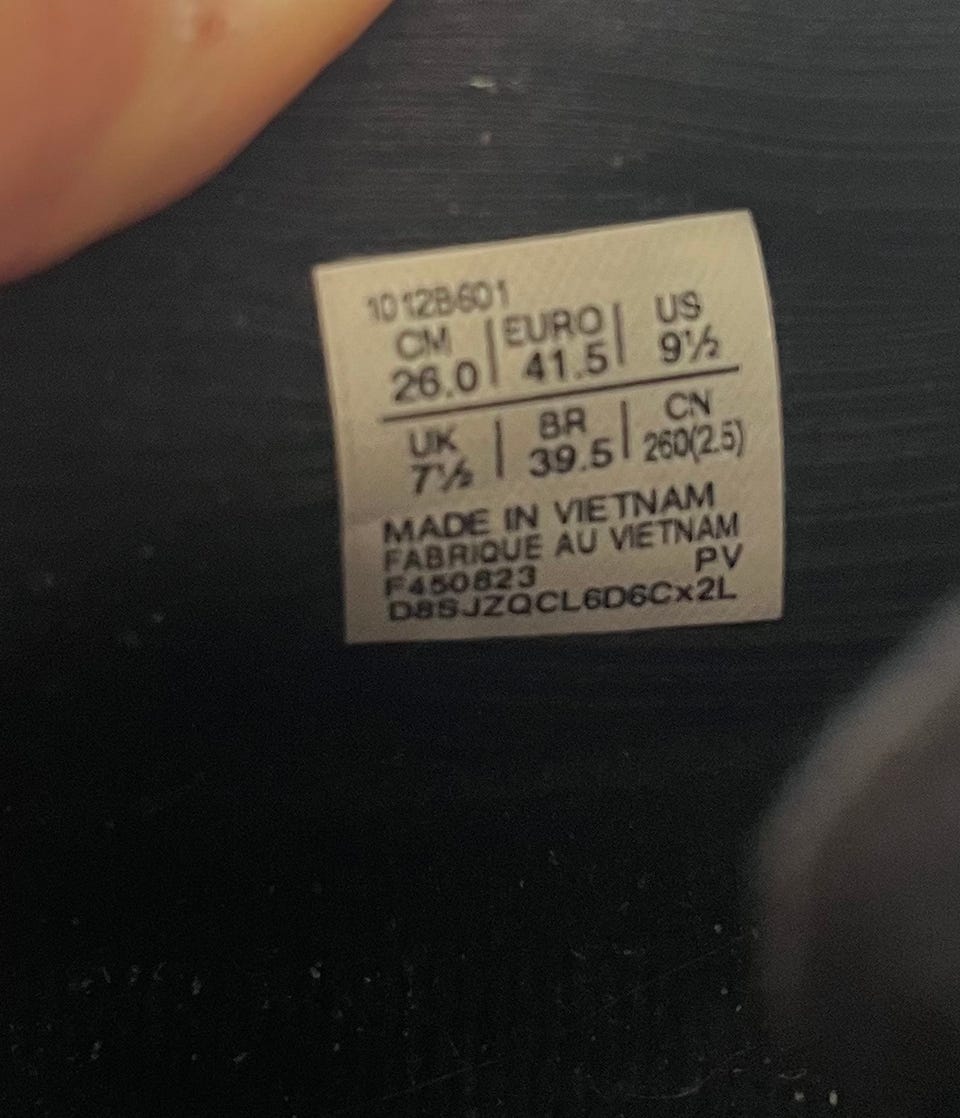 1012B601
CM | EURO | US
26.0 | 41.5 | 9½
UK | BR | CN
7½ | 39.5 | 260(2.5)
MADE IN VIETNAM
FABRIQUE AU VIETNAM
F450823 PV
D8SJZQCL6D6Cx2L